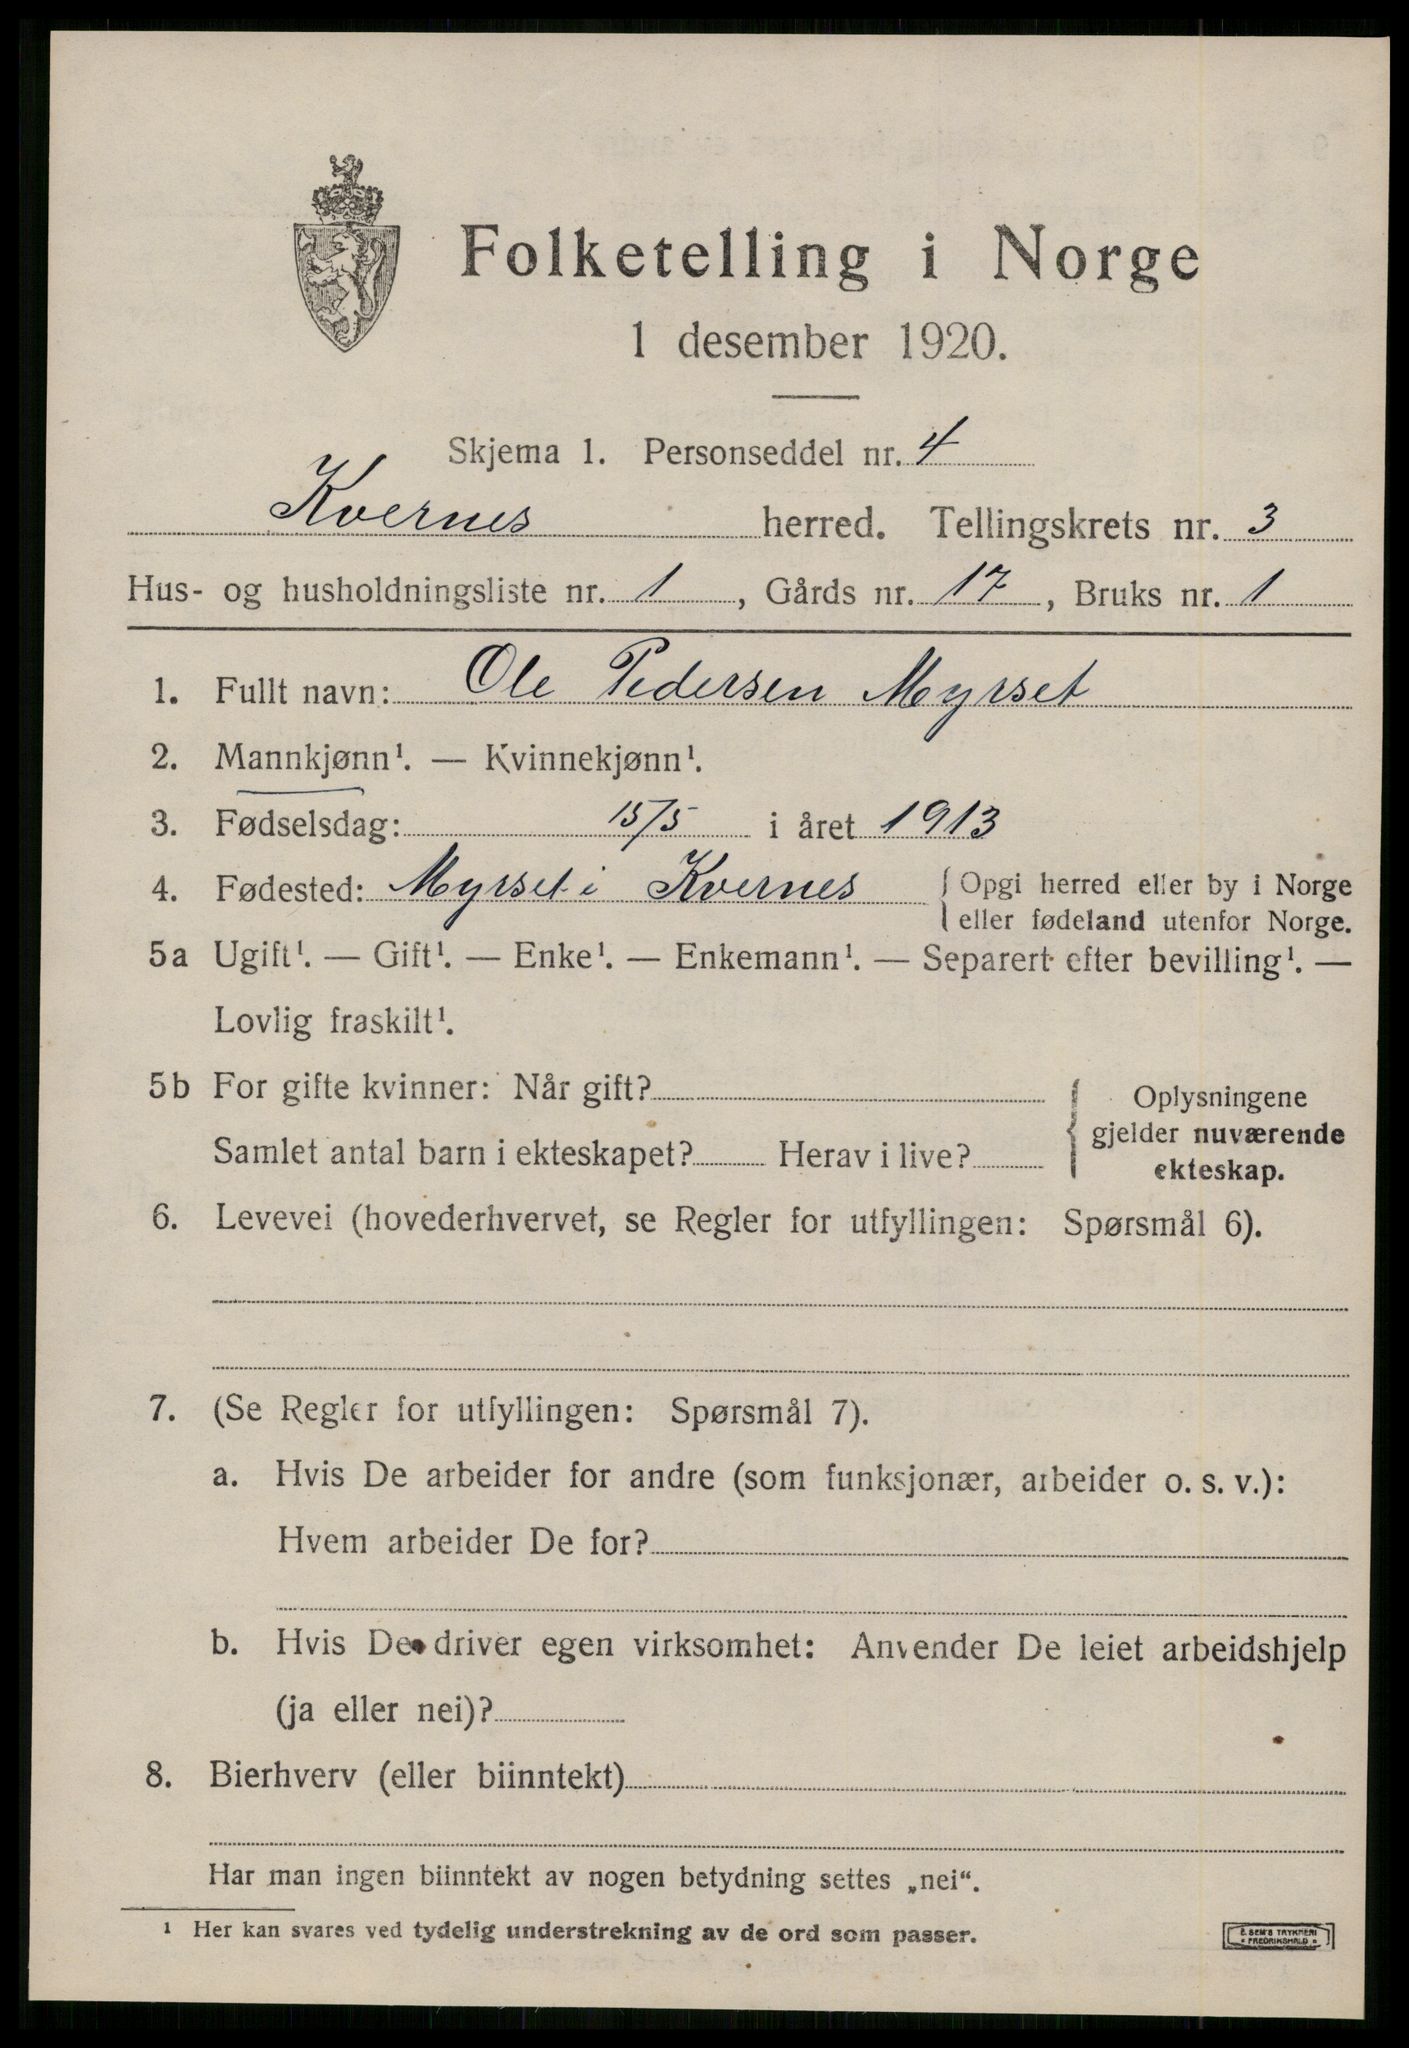 Folketelling i Norge
1 desember 1920.
Skjema 1. Personseddel nr. 4
Kvernes herred. Tellingskrets nr. 3
Hus- og husholdningsliste nr. 1, Gårds nr. 17, Bruks nr. 1
1. Fullt navn: Ole Pedersen Myrset
2. Mannkjønn¹. — Kvinnekjønn¹.
3. Fødselsdag: 15/5 i året 1913
4. Fødested: Myrset i Kvernes { Opgi herred eller by i Norge
eller fødeland utenfor Norge.
5a Ugift¹. — Gift¹. — Enke¹. — Enkemann¹. — Separert efter bevilling¹. —
Lovlig fraskilt¹.
5b For gifte kvinner: Når gift?
Samlet antal barn i ekteskapet? Herav i live?
{ Oplysningene
gjelder nuværende
ekteskap.
6. Levevei (hovederhvervet, se Regler for utfyllingen: Spørsmål 6).
7. (Se Regler for utfyllingen: Spørsmål 7).
a. Hvis De arbeider for andre (som funksjonær, arbeider o. s. v.):
Hvem arbeider De for?
b. Hvis De driver egen virksomhet: Anvender De leiet arbeidshjelp
(ja eller nei)?
8. Bierhverv (eller biinntekt)
Har man ingen biinntekt av nogen betydning settes „nei“.
¹ Her kan svares ved tydelig understrekning av de ord som passer.
E. SEM'S TRYKKERI
FREDRIKSHALD